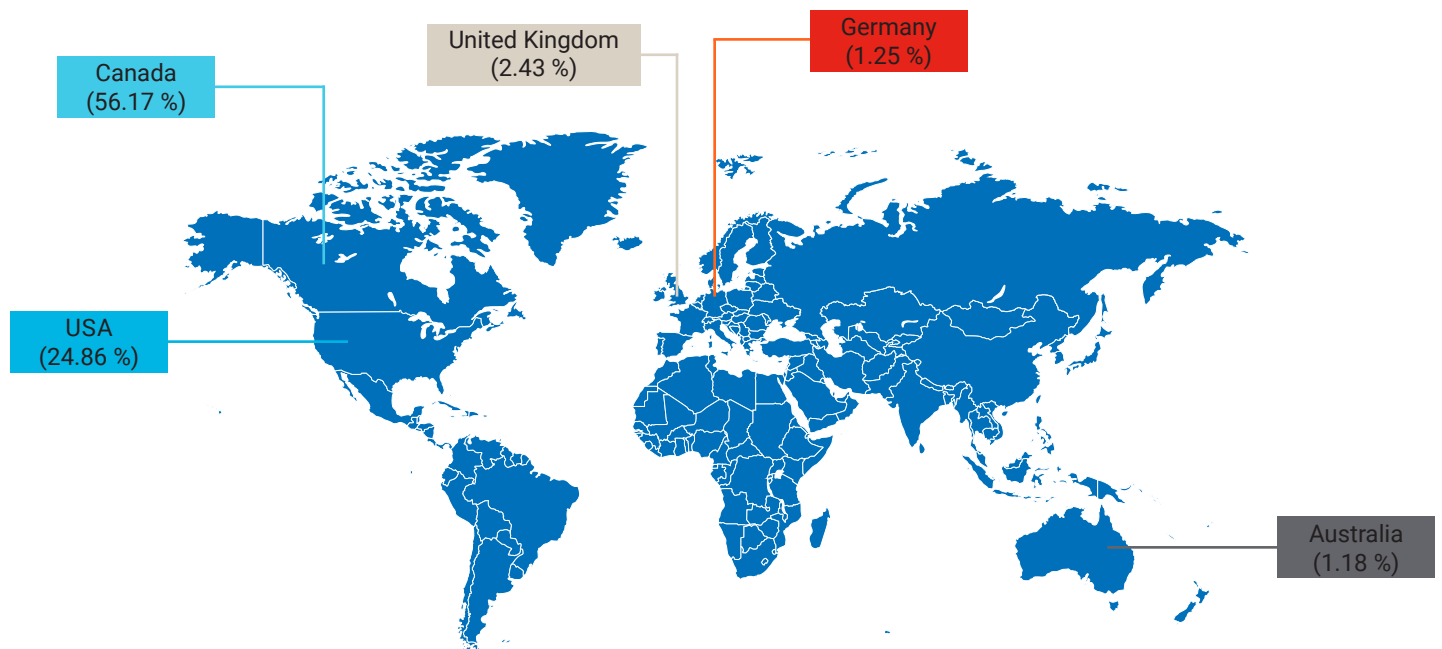 Germany
(1.25 %)
United Kingdom
(2.43 %)
Canada
(56.17 %)
USA
(24.86 %)
Australia
(1.18 %)